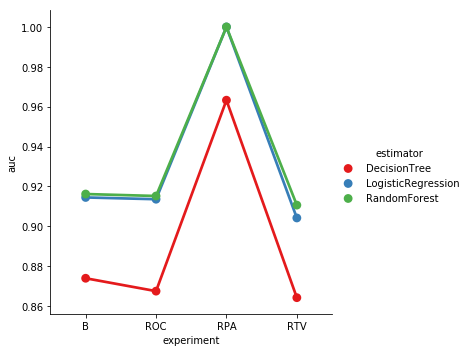 1.00
0.98
0.96
0.94
0.92
0.90
0.88
0.86
auc
B ROC RPA RTV
experiment
estimator
DecisionTree
LogisticRegression
RandomForest